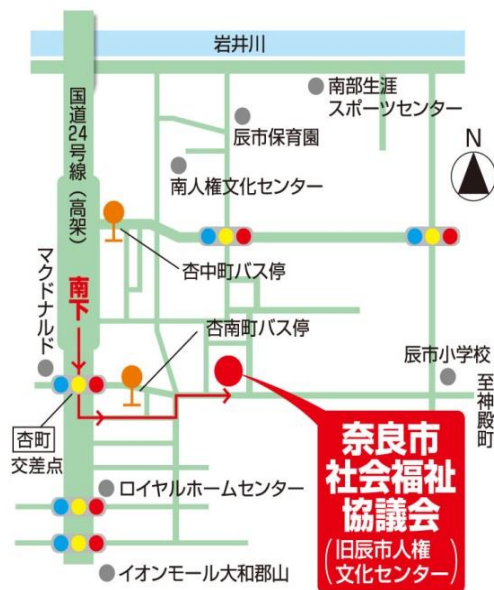 岩井川
国道24号線（高架）
南部生涯
スポーツセンター
辰市保育園
南人権文化センター
N
杏中町バス停
マクドナルド
南下
杏南町バス停
辰市小学校
至神殿町
杏町
交差点
奈良市
社会福祉
協議会
（旧辰市人権
文化センター）
ロイヤルホームセンター
イオンモール大和郡山